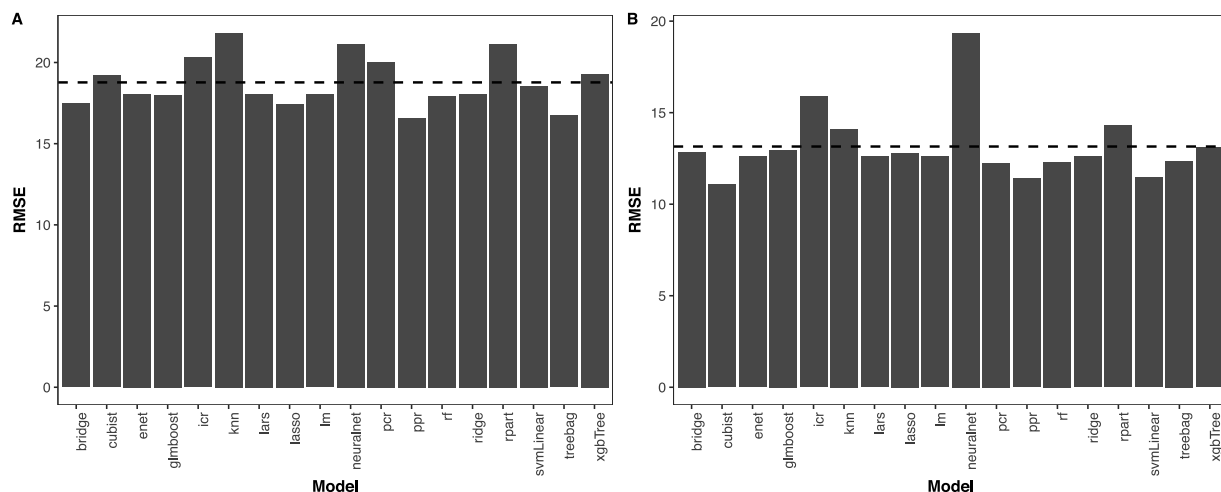 A
RMSE
20
15
10
5
0
bridge
cubist
enet
glmboost
icr
knn
lars
lasso
lm
neuralnet
pcr
ppr
rf
ridge
rpart
svmLinear
treebag
xgbTree
Model
B
RMSE
20
15
10
5
0
bridge
cubist
enet
glmboost
icr
knn
lars
lasso
lm
neuralnet
pcr
ppr
rf
ridge
rpart
svmLinear
treebag
xgbTree
Model